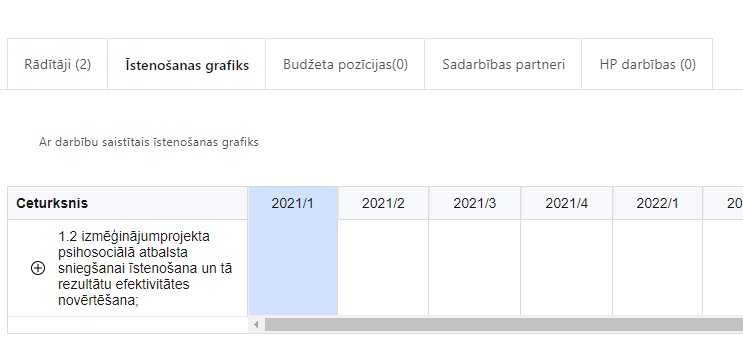 Rādītāji (2) Īstenošanas grafiks Budžeta pozīcijas(0) Sadarbības partneri HP darbības (0)
Ar darbību saistītais īstenošanas grafiks
Ceturksnis 2021/1 2021/2 2021/3 2021/4 2022/1 20
1.2 izmēģinājumprojekta
psihosociālā atbalsta
sniegšanai īstenošana un tā
rezultātu efektivitātes
novērtēšana;